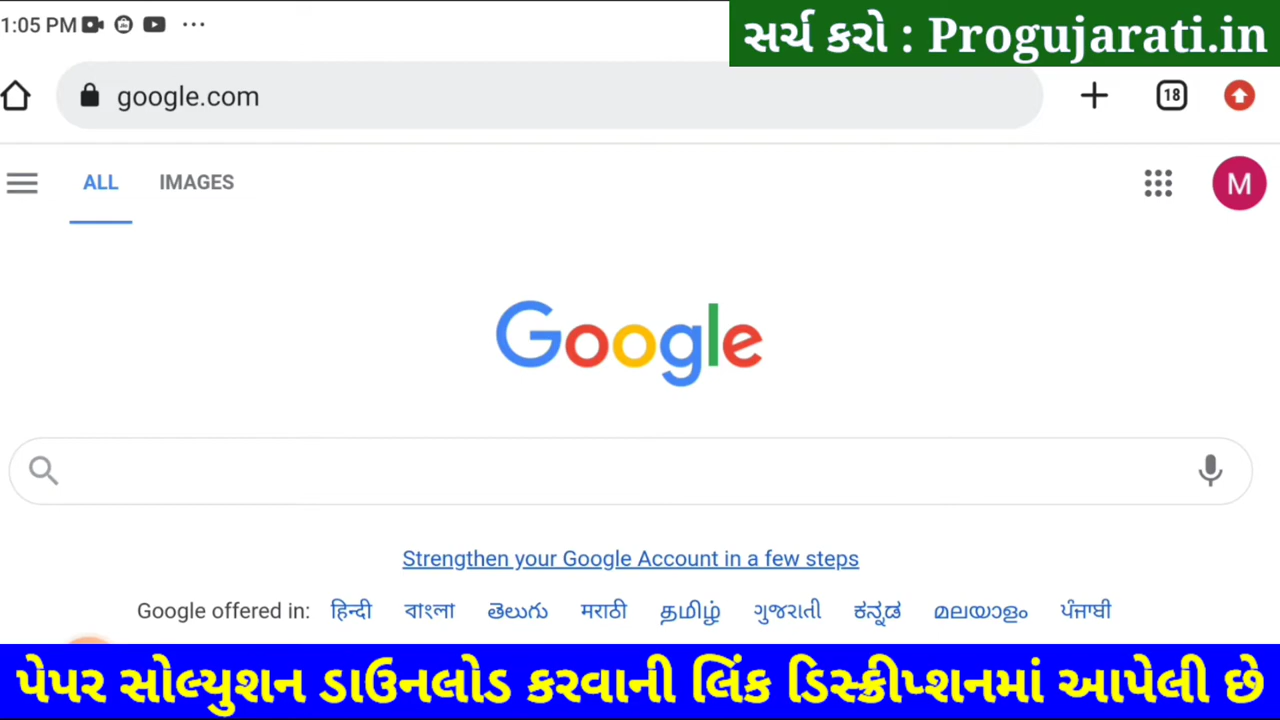 1:05 PM
સર્ચ કરો : Progujarati.in
google.com
18
ALL IMAGES
M
Google
Strengthen your Google Account in a few steps
Google offered in: हिन्दी বাংলা తెలుగు मराठी தமிழ் ગુજરાતી ಕನ್ನಡ മലയാളം ਪੰਜਾਬੀ
પેપર સોલ્યુશન ડાઉનલોડ કરવાની લિંક ડિસ્ક્રીપ્શનમાં આપેલી છે